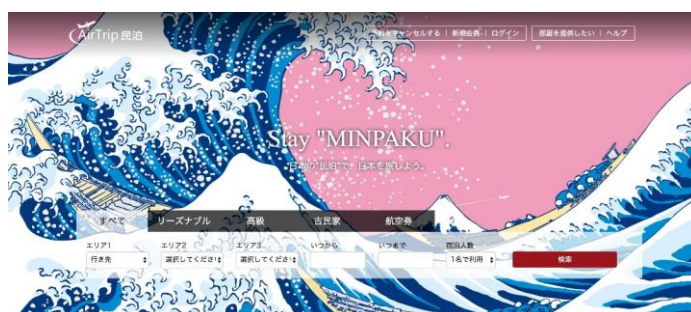 AirTrip 民泊
予約をキャンセルする | 新規会員 | ログイン
部屋を提供したい | ヘルプ
Stay "MINPAKU".
日本の"民泊"で、日本を旅しよう。
すべて リーズナブル 高級 古民家 航空券
エリア1 エリア2 エリア3 いつから いつまで 宿泊人数
行き先 選択してください 選択してください 1名で利用 検索